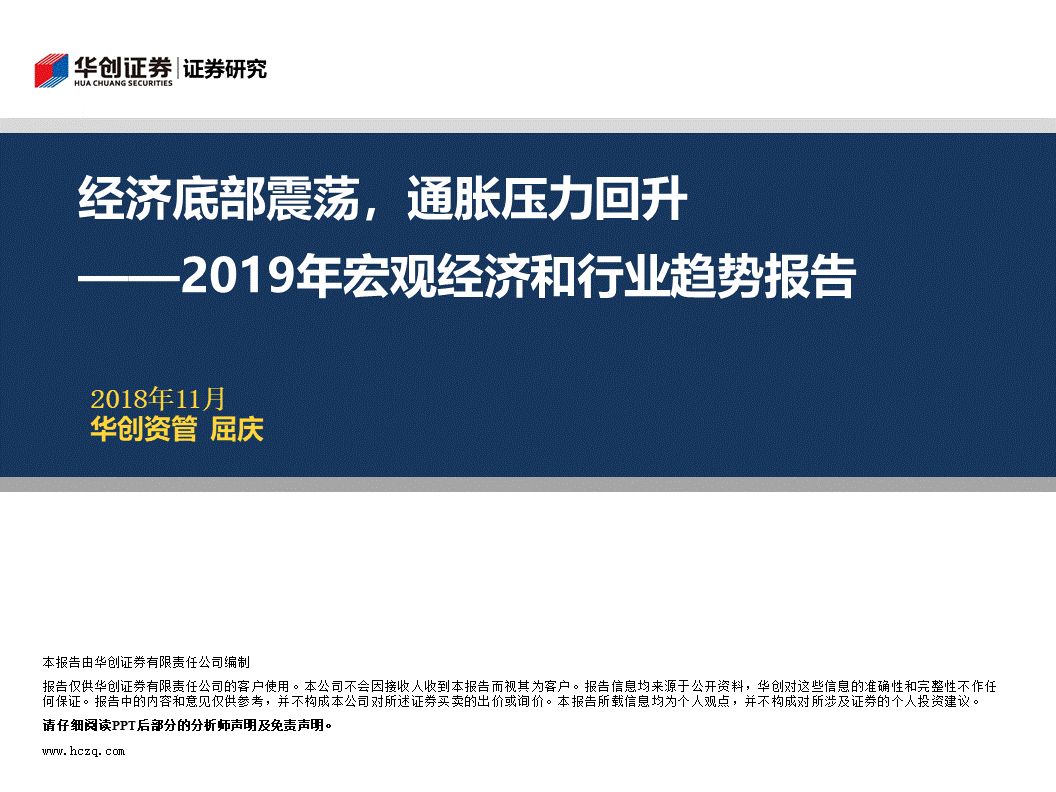 华创证券 | 证券研究
HUA CHUANG SECURITIES
经济底部震荡，通胀压力回升
——2019年宏观经济和行业趋势报告
2018年11月
华创资管 屈庆
本报告由华创证券有限责任公司编制
报告仅供华创证券有限责任公司的客户使用。本公司不会因接收人收到本报告而视其为客户。报告信息均来源于公开资料，华创对这些信息的准确性和完整性不作任
何保证。报告中的内容和意见仅供参考，并不构成本公司对所述证券买卖的出价或询价。本报告所载信息均为个人观点，并不构成对所涉及证券的个人投资建议。
请仔细阅读PPT后部分的分析师声明及免责声明。
www.hczq.com